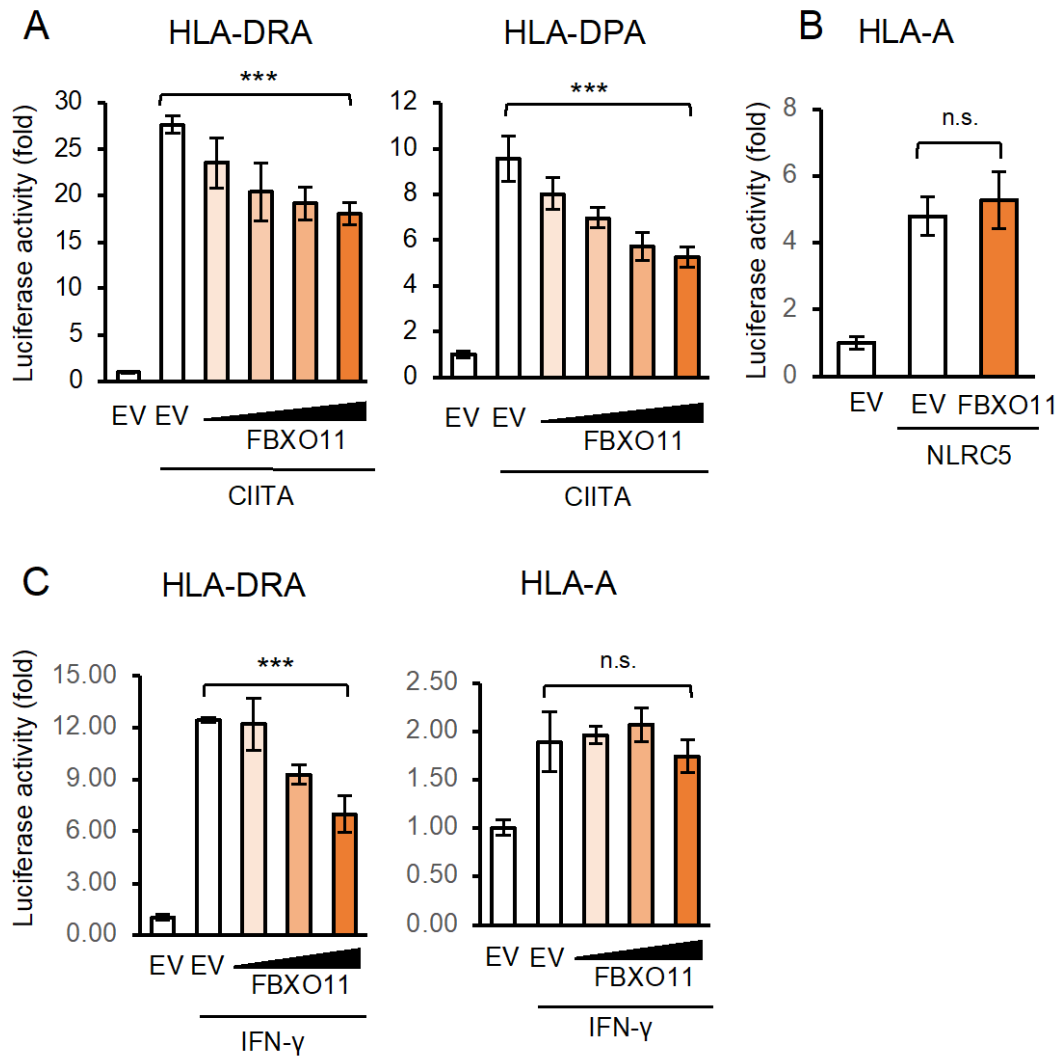 A
HLA-DRA
HLA-DPA
B
HLA-A
***
***
n.s.
Luciferase activity (fold)
30
25
20
15
10
5
0
12
10
8
6
4
2
0
Luciferase activity (fold)
8
6
4
2
0
EV EV
FBXO11
CIITA
EV EV
FBXO11
CIITA
EV EV FBXO11
NLRC5
C
HLA-DRA
HLA-A
***
n.s.
Luciferase activity (fold)
15.00
12.00
9.00
6.00
3.00
0.00
2.50
2.00
1.50
1.00
0.50
0.00
EV EV
FBXO11
IFN-γ
EV EV
FBXO11
IFN-γ